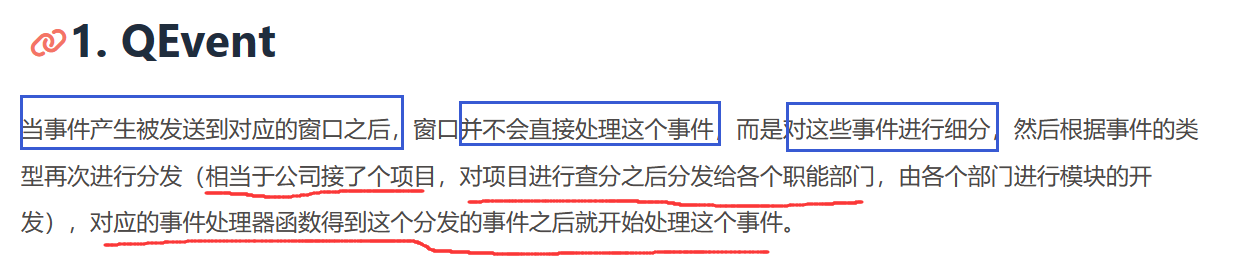 1. QEvent
当事件产生被发送到对应的窗口之后，窗口并不会直接处理这个事件，而是对这些事件进行细分，然后根据事件的类
型再次进行分发（相当于公司接了个项目，对项目进行查分之后分发给各个职能部门，由各个部门进行模块的开
发），对应的事件处理器函数得到这个分发的事件之后就开始处理这个事件。